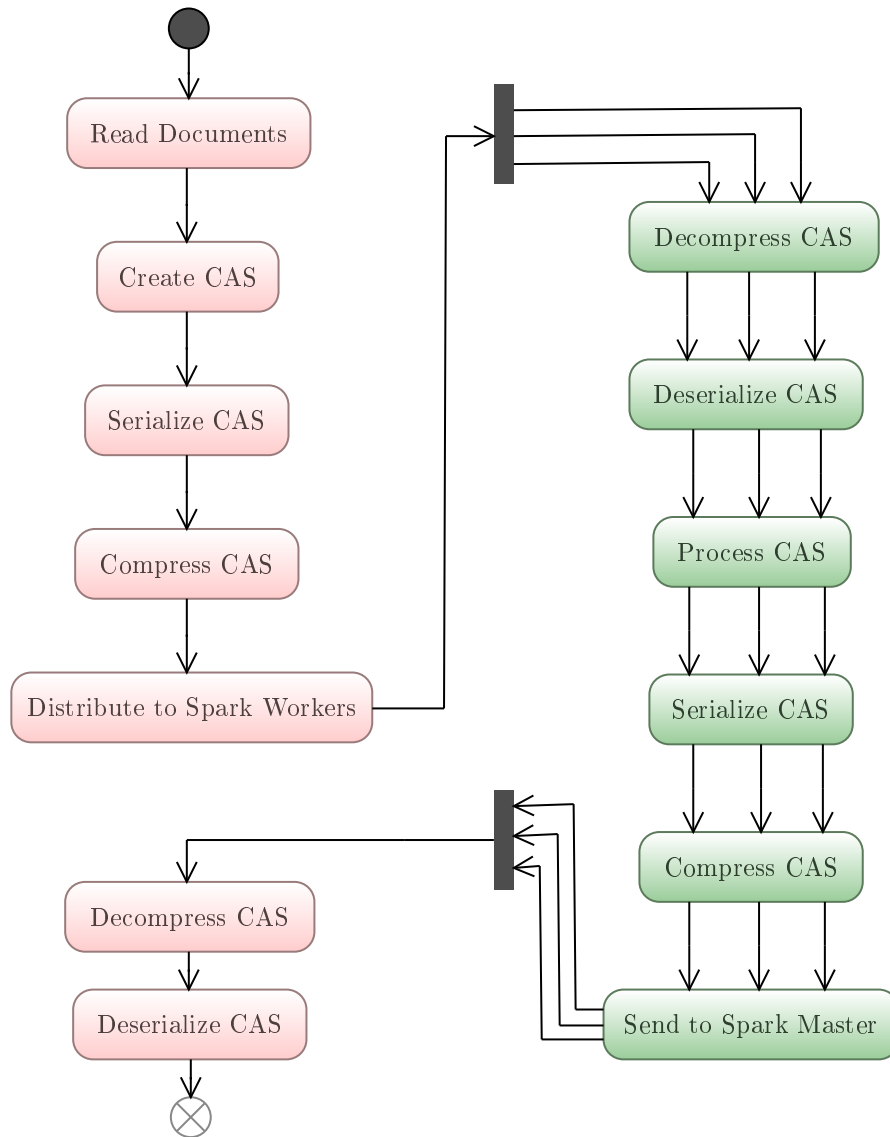 Read Documents
Create CAS
Serialize CAS
Compress CAS
Distribute to Spark Workers
Decompress CAS
Deserialize CAS
Process CAS
Serialize CAS
Compress CAS
Send to Spark Master
Decompress CAS
Deserialize CAS